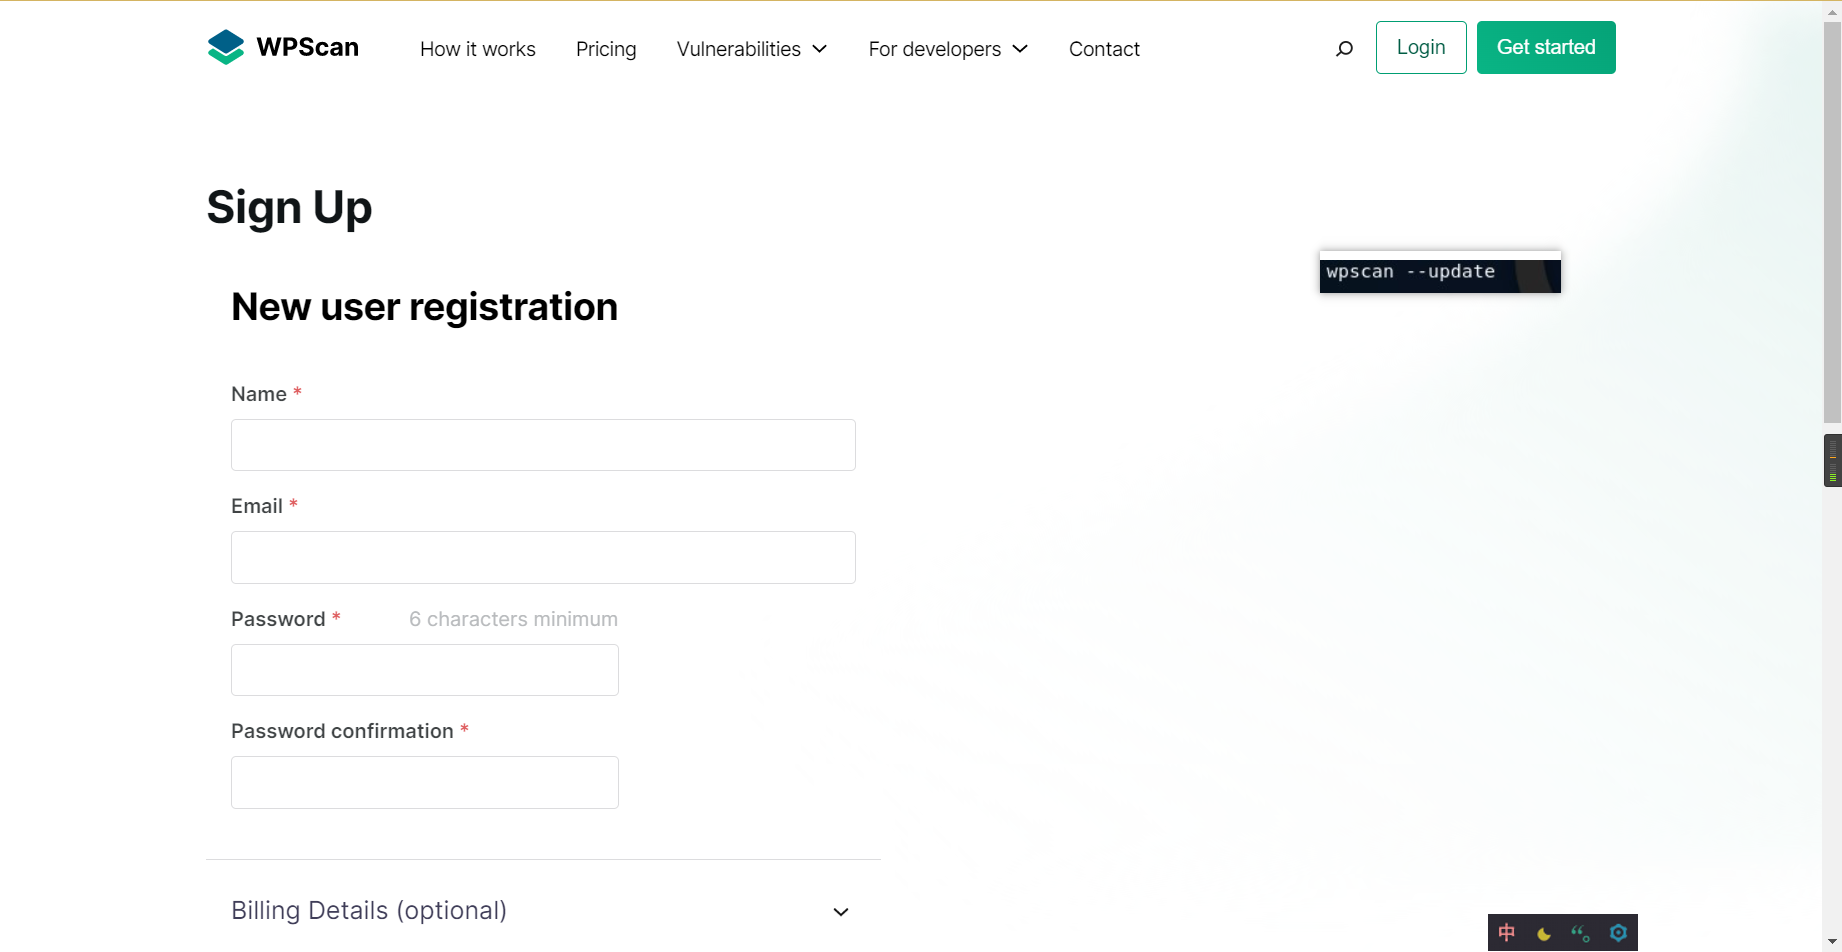 WPScan How it works Pricing Vulnerabilities For developers Contact Login Get started
Sign Up
wpscan --update
New user registration
Name *
Email *
Password * 6 characters minimum
Password confirmation *
Billing Details (optional)
中